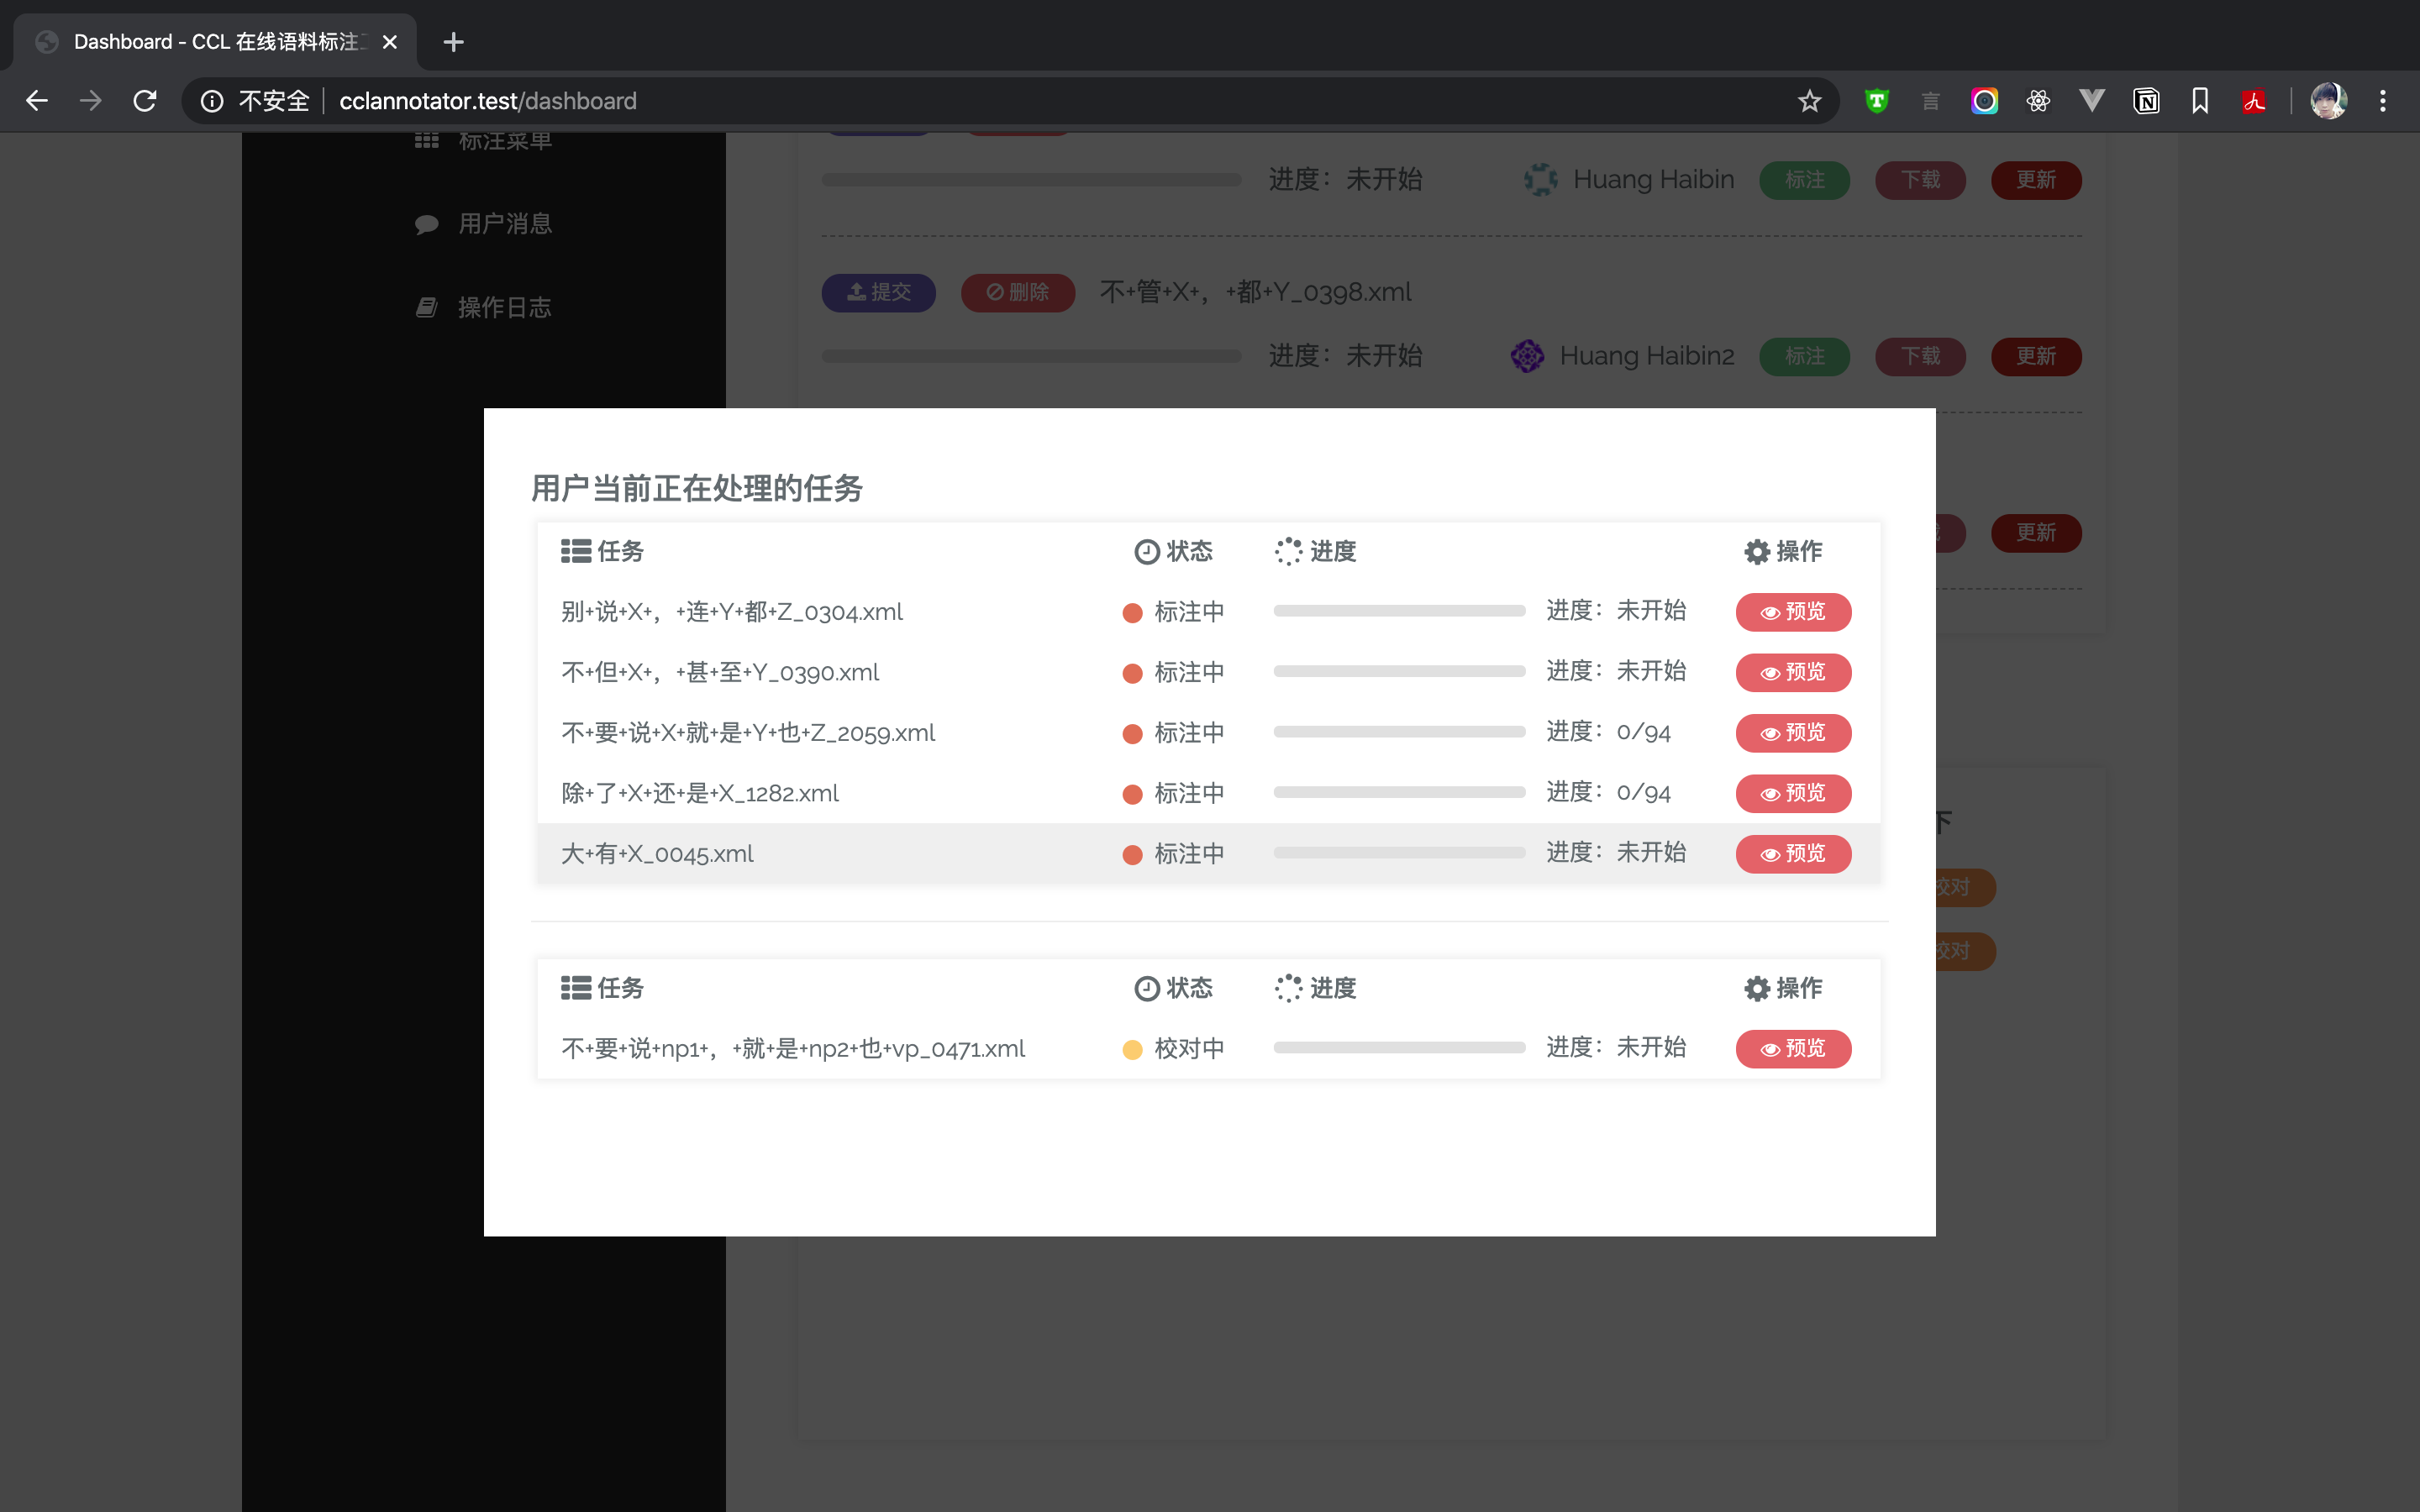 Dashboard - CCL 在线语料标注
不安全 cclannotator.test/dashboard
标注菜单
用户消息
操作日志
进度：未开始 Huang Haibin 标注 下载 更新
提交 删除 不+管+X+，+都+Y_0398.xml
进度：未开始 Huang Haibin2 标注 下载 更新
更新
用户当前正在处理的任务
任务 状态 进度 操作
别+说+X+，+连+Y+都+Z_0304.xml 标注中 进度：未开始 预览
不+但+X+，+甚+至+Y_0390.xml 标注中 进度：未开始 预览
不+要+说+X+就+是+Y+也+Z_2059.xml 标注中 进度：0/94 预览
除+了+X+还+是+X_1282.xml 标注中 进度：0/94 预览
大+有+X_0045.xml 标注中 进度：未开始 预览
下
校对
校对
任务 状态 进度 操作
不+要+说+np1+，+就+是+np2+也+vp_0471.xml 校对中 进度：未开始 预览